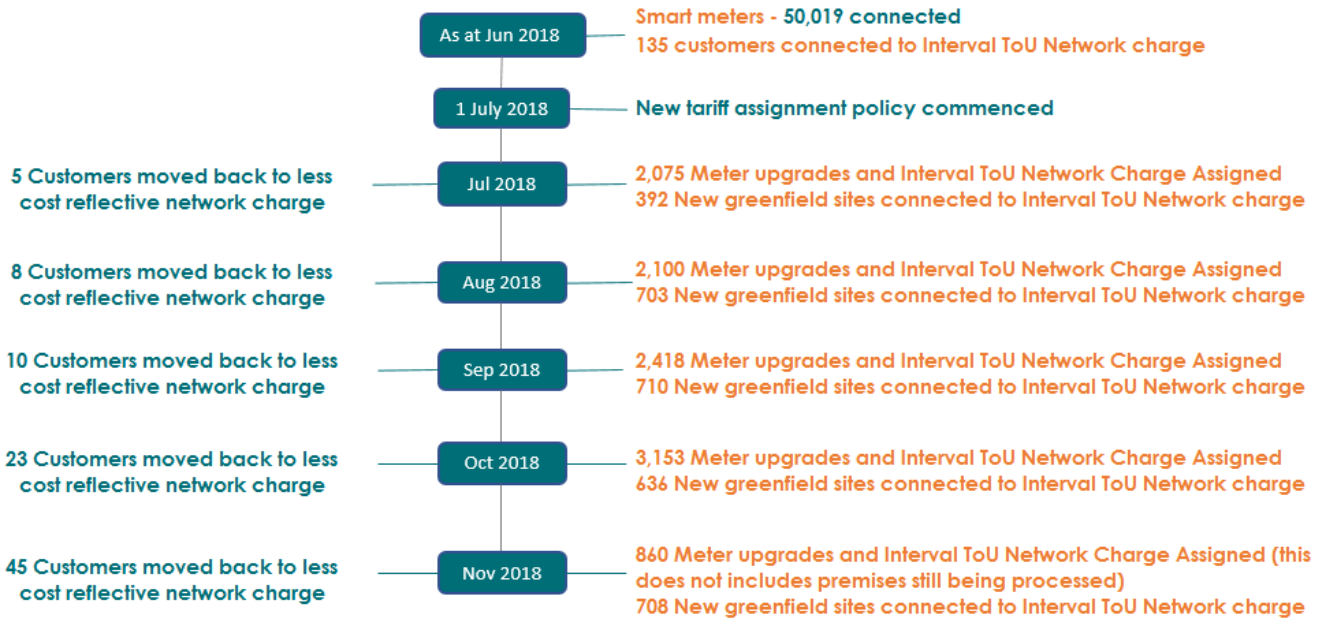 As at Jun 2018
Smart meters - 50,019 connected
135 customers connected to Interval ToU Network charge
1 July 2018
New tariff assignment policy commenced
5 Customers moved back to less
cost reflective network charge
Jul 2018
2,075 Meter upgrades and Interval ToU Network Charge Assigned
392 New greenfield sites connected to Interval ToU Network charge
8 Customers moved back to less
cost reflective network charge
Aug 2018
2,100 Meter upgrades and Interval ToU Network Charge Assigned
703 New greenfield sites connected to Interval ToU Network charge
10 Customers moved back to less
cost reflective network charge
Sep 2018
2,418 Meter upgrades and Interval ToU Network Charge Assigned
710 New greenfield sites connected to Interval ToU Network charge
23 Customers moved back to less
cost reflective network charge
Oct 2018
3,153 Meter upgrades and Interval ToU Network Charge Assigned
636 New greenfield sites connected to Interval ToU Network charge
45 Customers moved back to less
cost reflective network charge
Nov 2018
860 Meter upgrades and Interval ToU Network Charge Assigned (this
does not includes premises still being processed)
708 New greenfield sites connected to Interval ToU Network charge